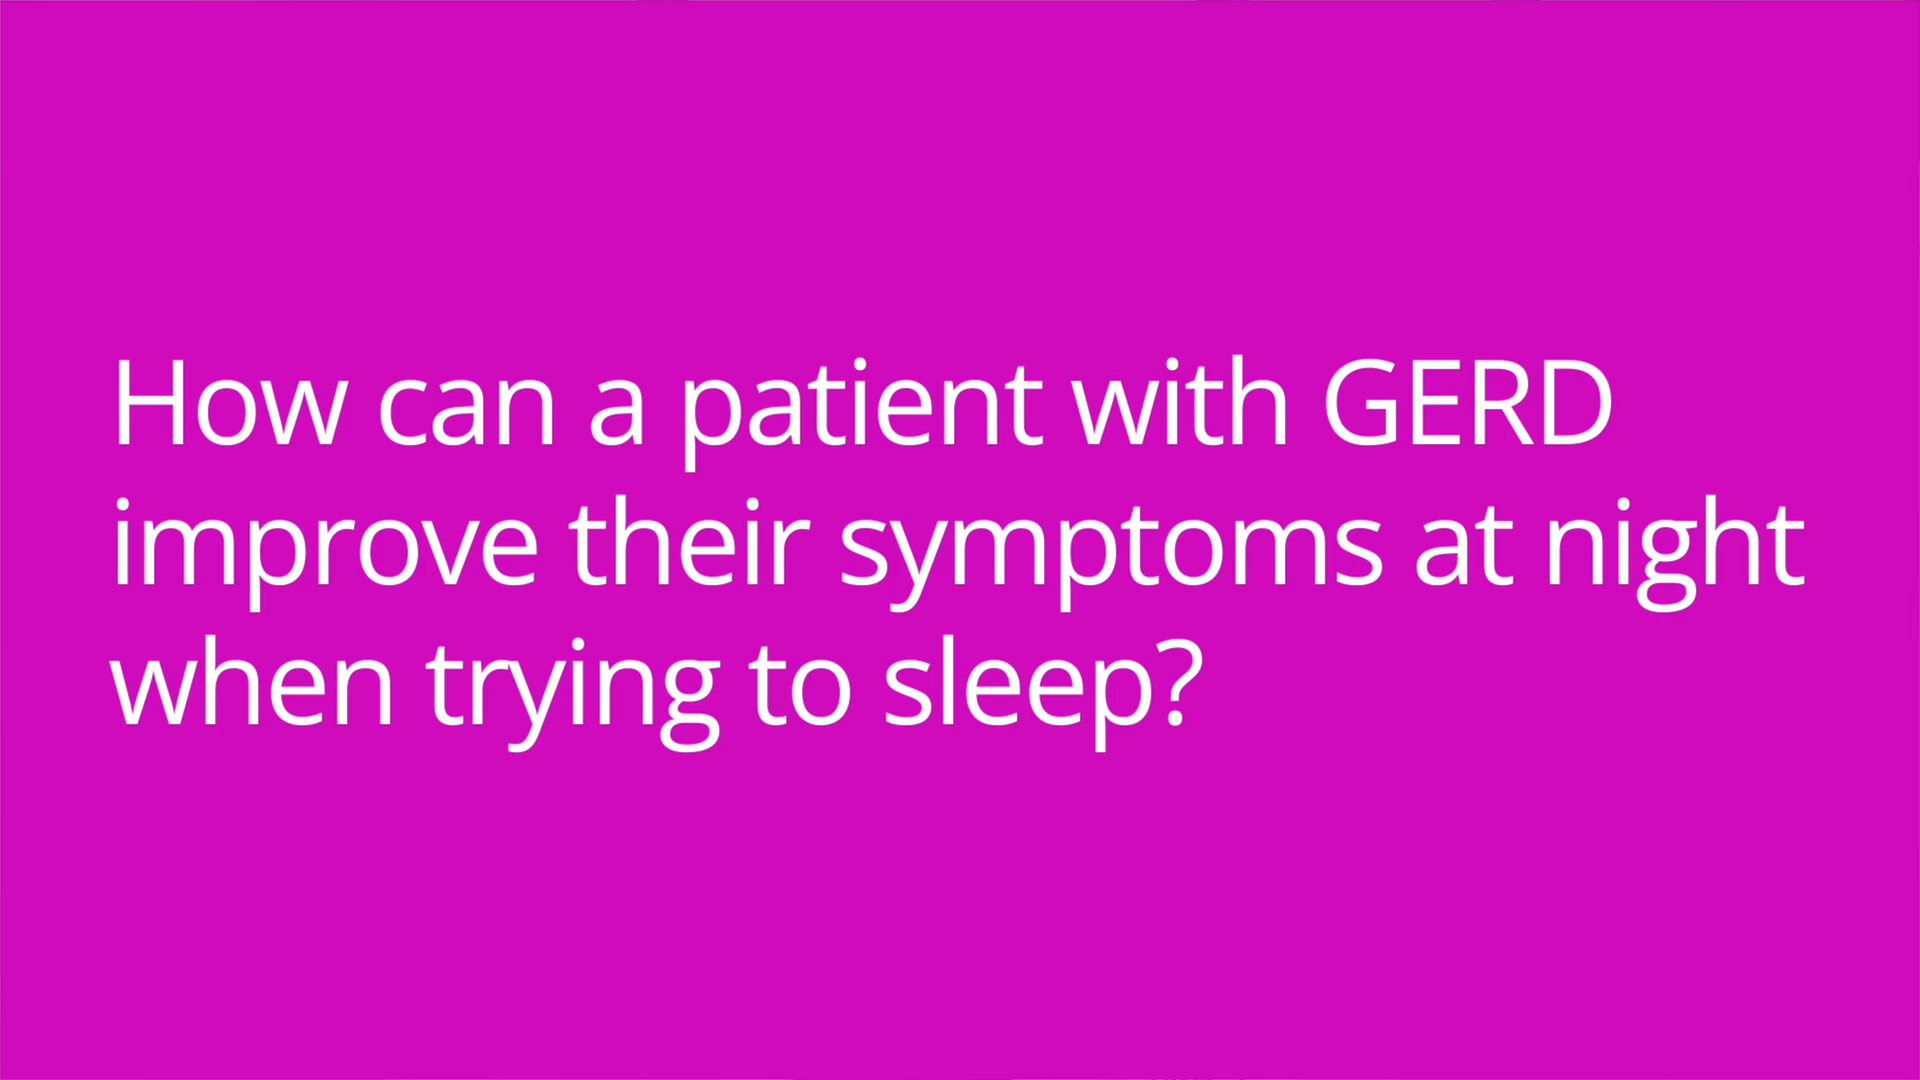 How can a patient with GERD
improve their symptoms at night
when trying to sleep?